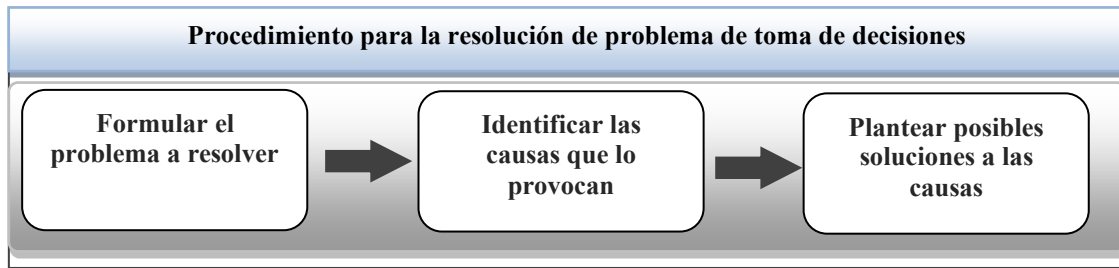 Procedimiento para la resolución de problema de toma de decisiones
Formular el
problema a resolver
Identificar las
causas que lo
provocan
Plantear posibles
soluciones a las
causas